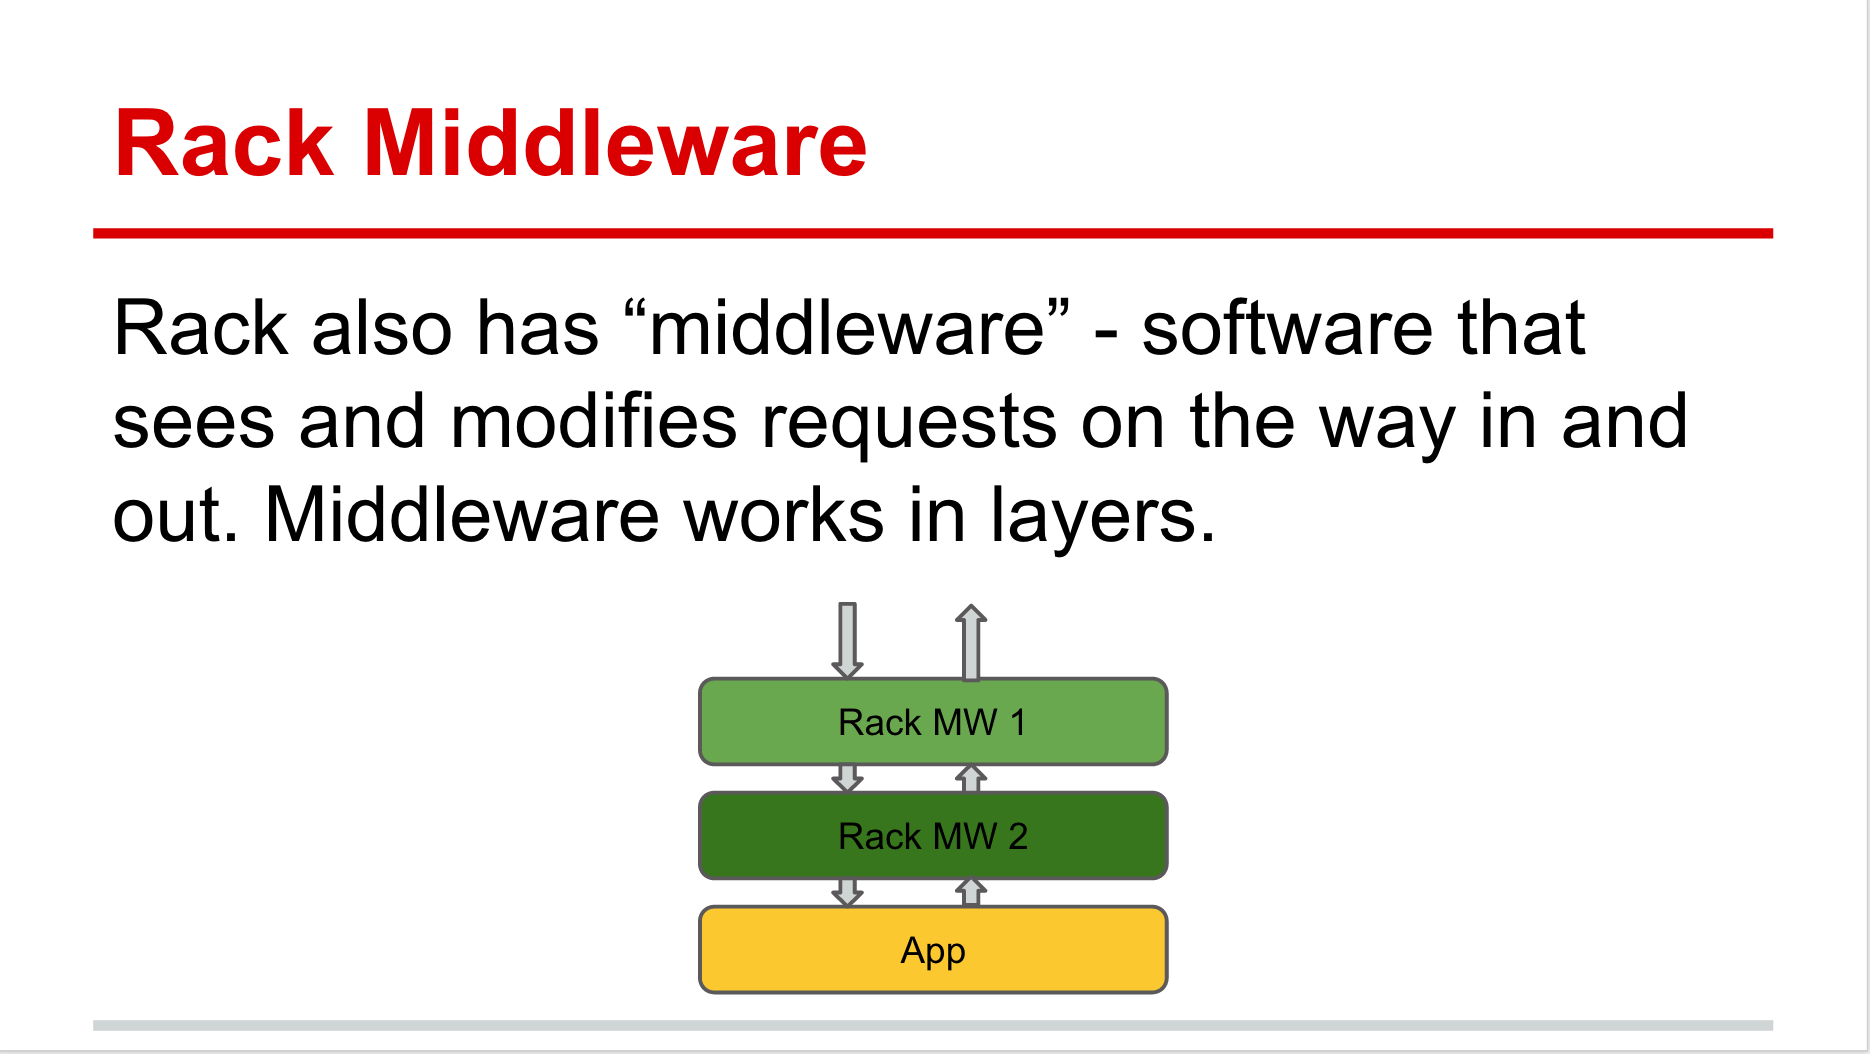 Rack Middleware
Rack also has “middleware” - software that
sees and modifies requests on the way in and
out. Middleware works in layers.
Rack MW 1
Rack MW 2
App